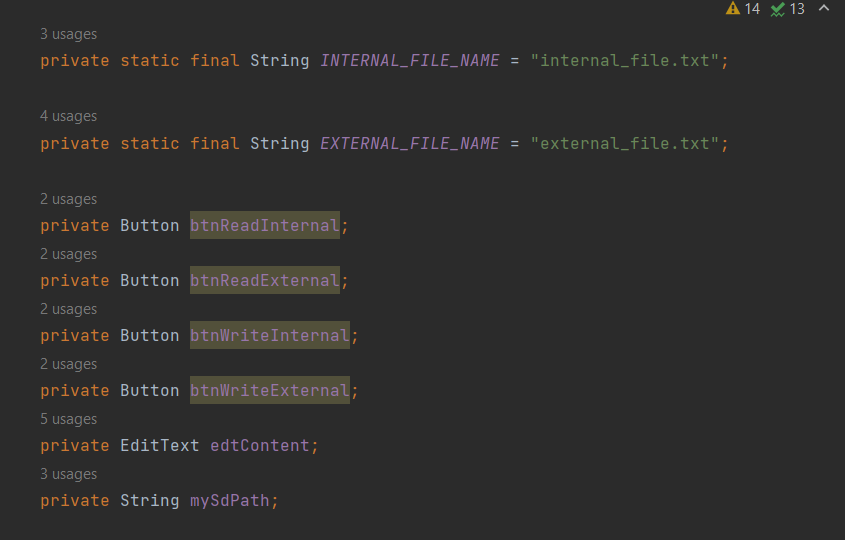 14 13
3 usages
private static final String INTERNAL_FILE_NAME = "internal_file.txt";
4 usages
private static final String EXTERNAL_FILE_NAME = "external_file.txt";
2 usages
private Button btnReadInternal;
2 usages
private Button btnReadExternal;
2 usages
private Button btnWriteInternal;
2 usages
private Button btnWriteExternal;
5 usages
private EditText edtContent;
3 usages
private String mySdPath;